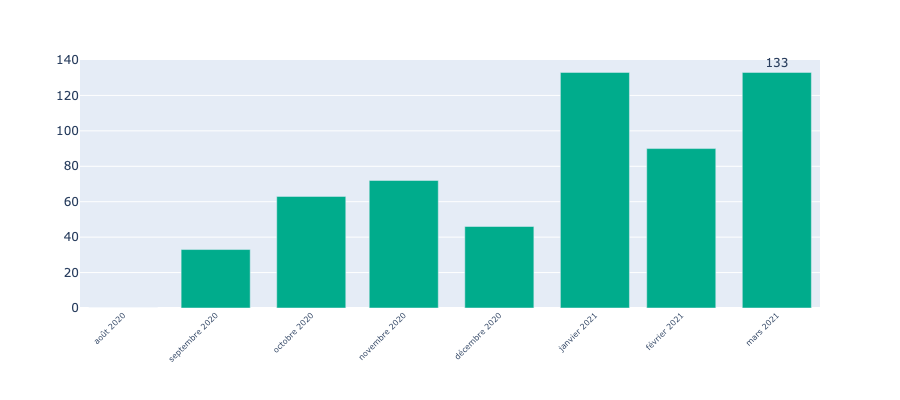 140
133
120
100
80
60
40
20
0
août 2020
septembre 2020
octobre 2020
novembre 2020
décembre 2020
janvier 2021
février 2021
mars 2021